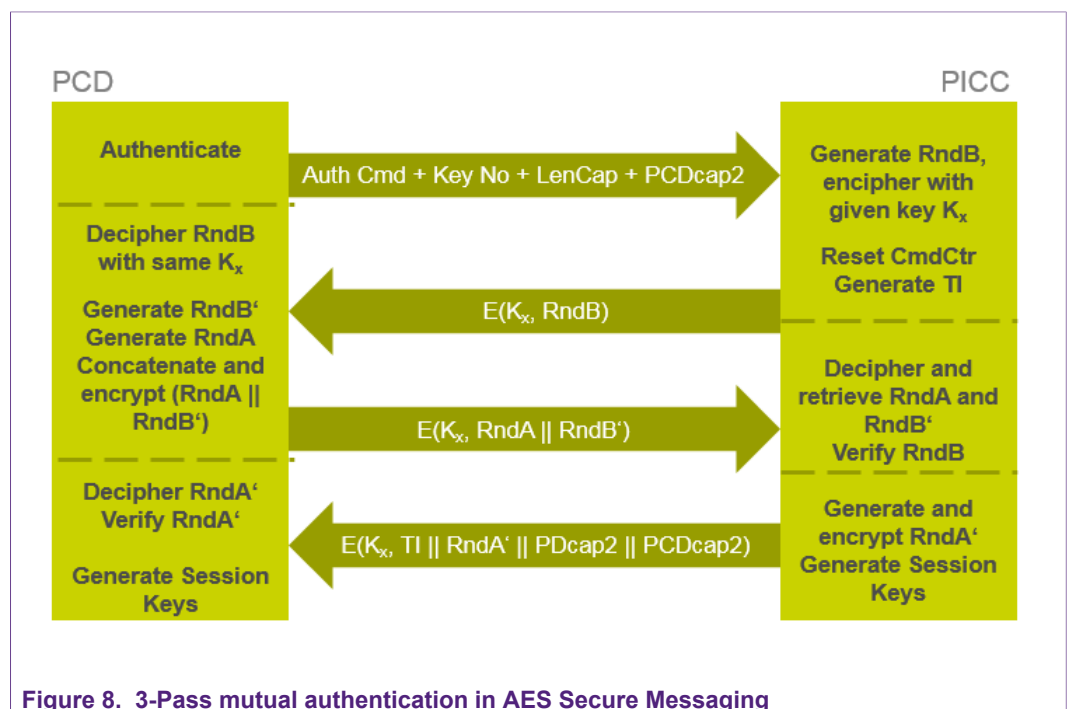 PCD
PICC
Authenticate
Auth Cmd + Key No + LenCap + PCDcap2
Generate RndB,
encipher with
given key Kx
Reset CmdCtr
Generate TI
Decipher RndB
with same Kx
Generate RndB‘
Generate RndA
Concatenate and
encrypt (RndA ||
RndB‘)
E(Kx, RndB)
Decipher and
retrieve RndA and
RndB‘
Verify RndB
E(Kx, RndA || RndB‘)
Decipher RndA‘
Verify RndA‘
Generate Session
Keys
E(Kx, TI || RndA‘ || PDcap2 || PCDcap2)
Generate and
encrypt RndA‘
Generate Session
Keys
Figure 8. 3-Pass mutual authentication in AES Secure Messaging